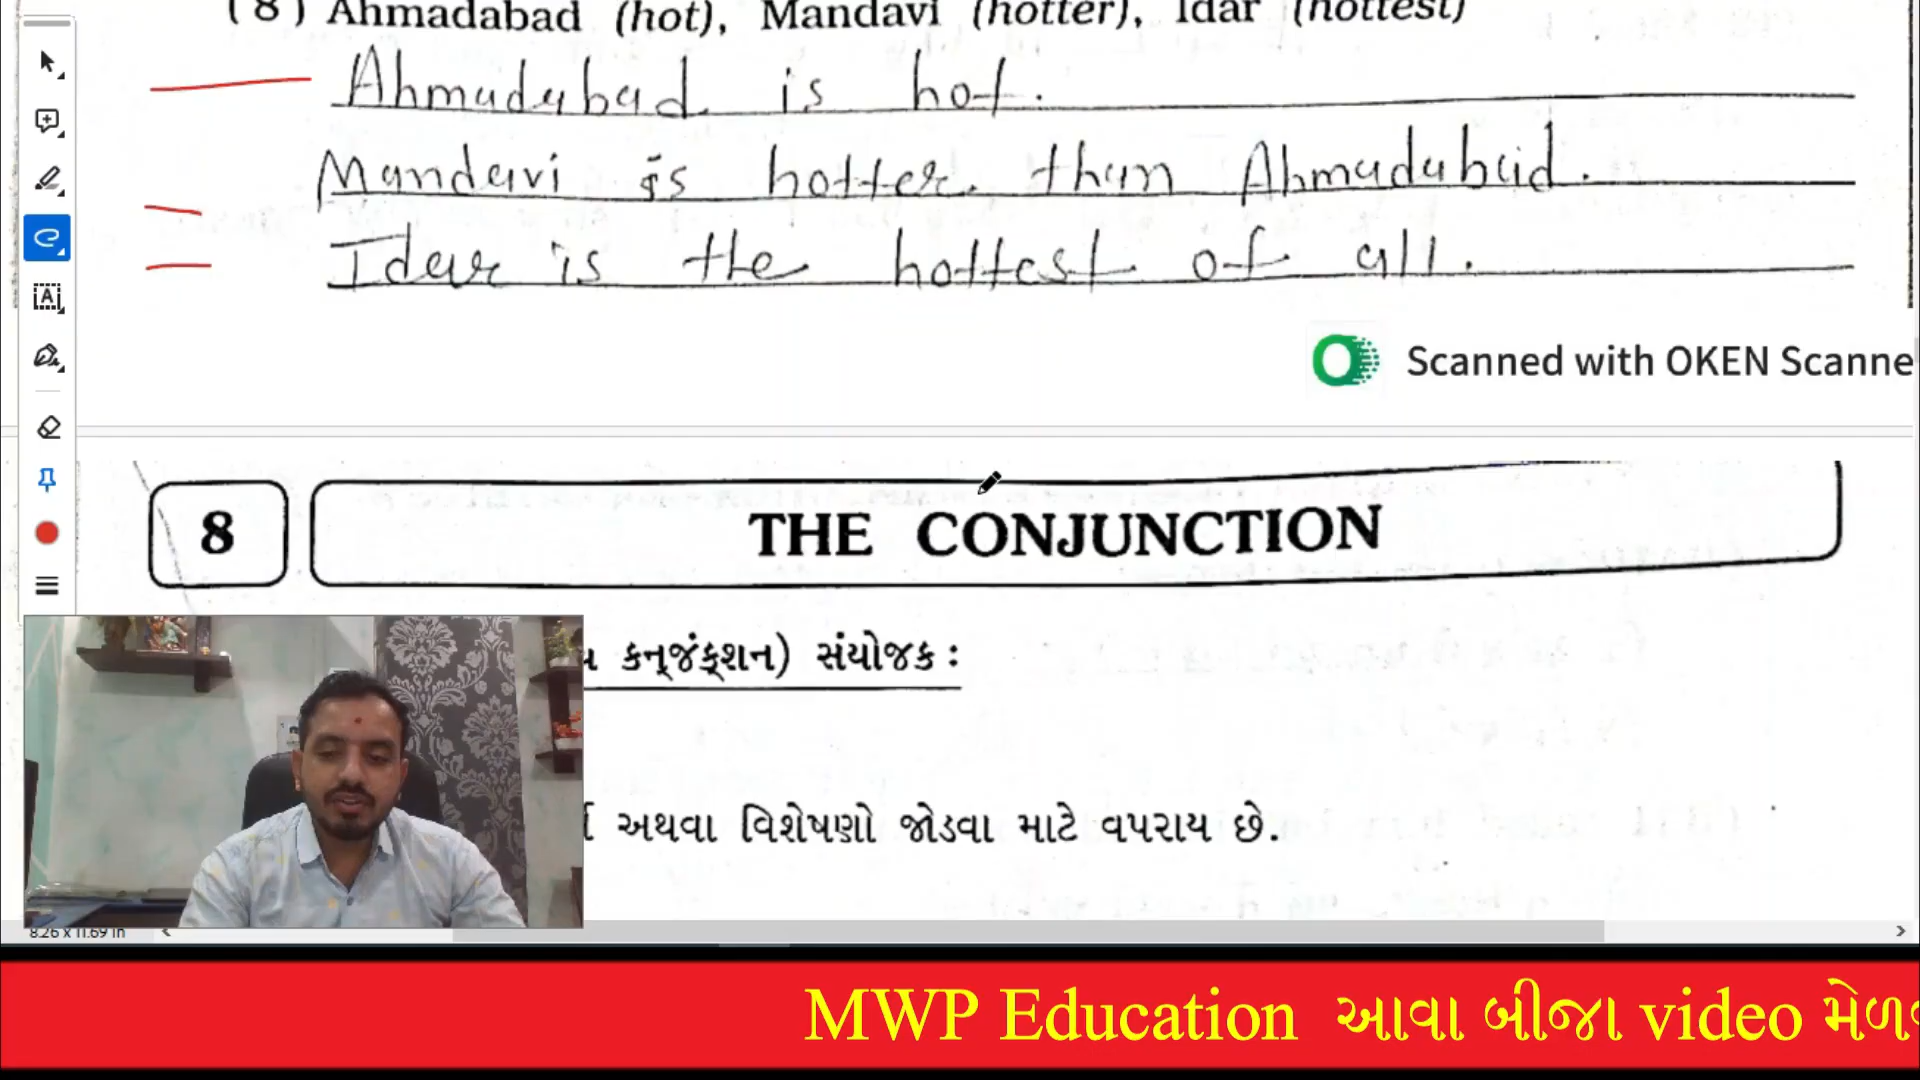 (8) Ahmadabad (hot), Mandavi (hotter), Idar (hottest)
Ahmadabad is hot.
Mandavi is hotter than Ahmadabad.
Idar is the hottest of all.
Scanned with OKEN Scanne
8 THE CONJUNCTION
કન્જંક્શન) સંયોજક :
અથવા વિશેષણો જોડવા માટે વપરાય છે.
8.26 x 11.69 in
MWP Education આવા બીજા video મેળ